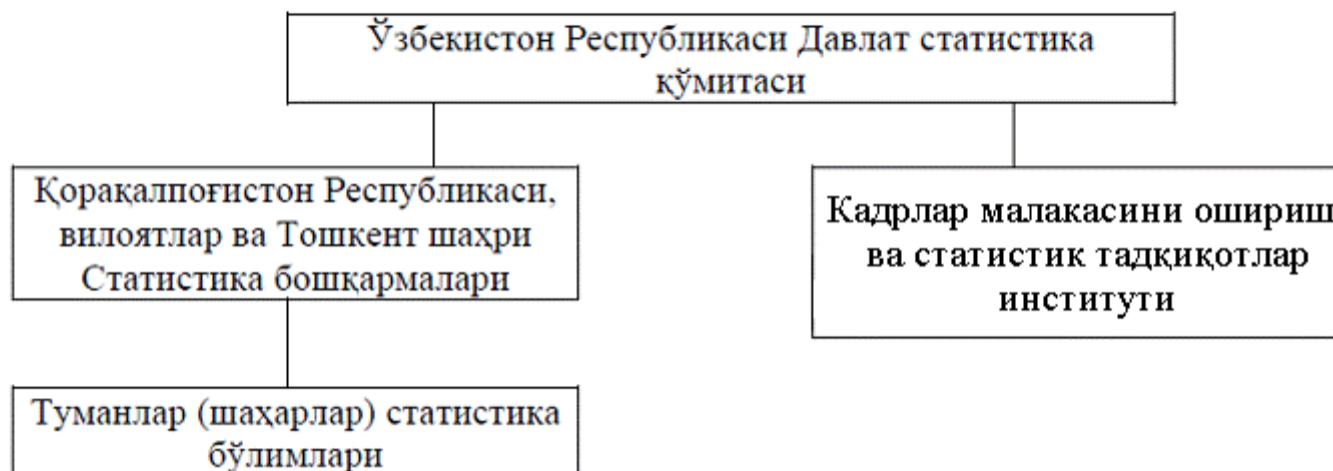 Ўзбекистон Республикаси Давлат статистика
қўмитаси
Қорақалпоғистон Республикаси,
вилоятлар ва Тошкент шаҳри
Статистика бошқармалари
Кадрлар малакасини ошириш
ва статистик тадқиқотлар
институти
Туманлар (шаҳарлар) статистика
бўлимлари